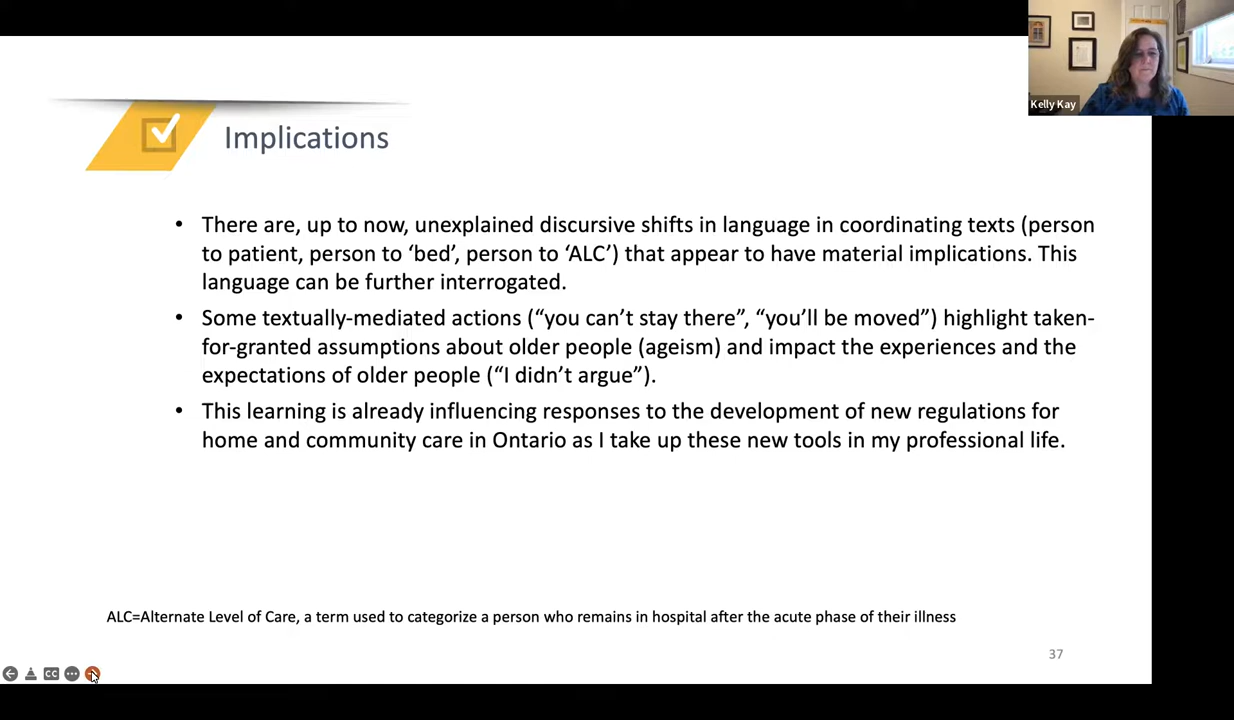 Kelly Kay
Implications
• There are, up to now, unexplained discursive shifts in language in coordinating texts (person
to patient, person to ‘bed’, person to ‘ALC’) that appear to have material implications. This
language can be further interrogated.
• Some textually-mediated actions (“you can’t stay there”, “you’ll be moved”) highlight taken-
for-granted assumptions about older people (ageism) and impact the experiences and the
expectations of older people (“I didn’t argue”).
• This learning is already influencing responses to the development of new regulations for
home and community care in Ontario as I take up these new tools in my professional life.
ALC=Alternate Level of Care, a term used to categorize a person who remains in hospital after the acute phase of their illness
37
CC